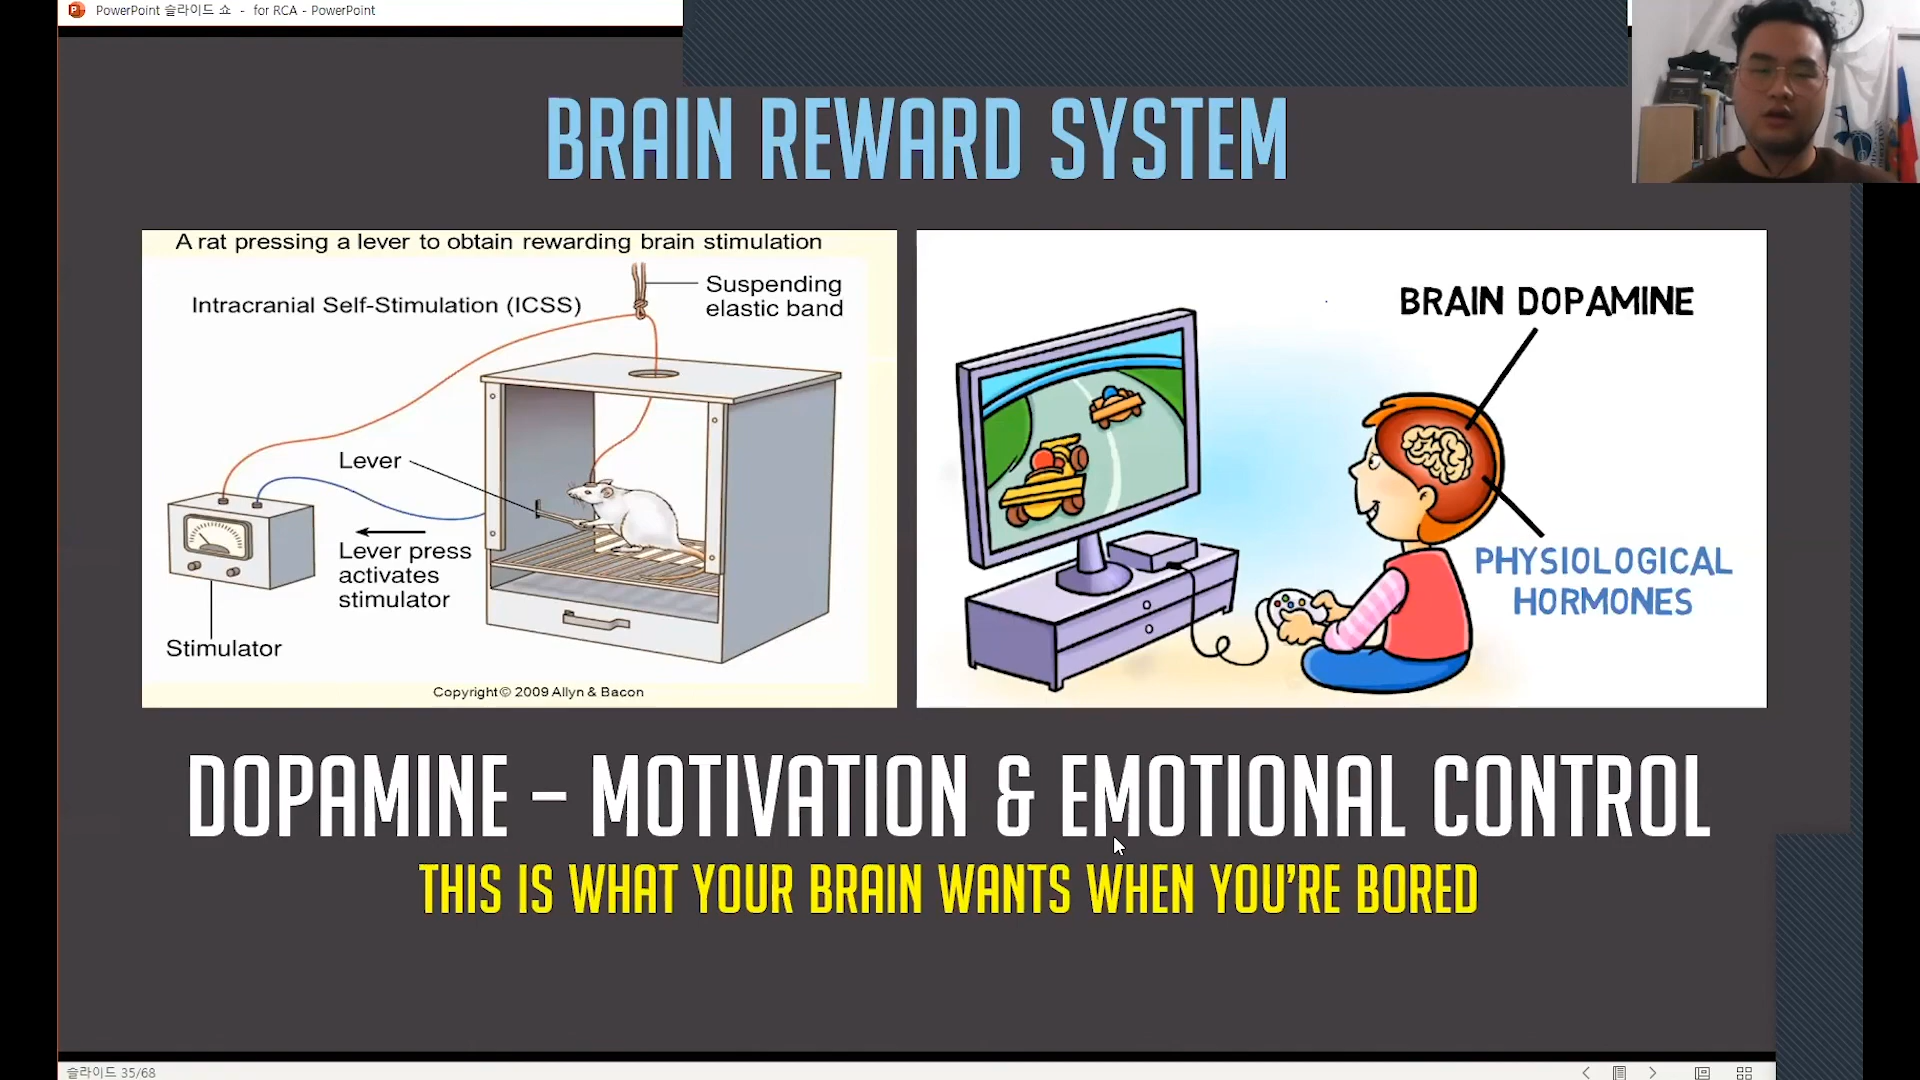 PowerPoint 슬라이드 쇼 - for RCA - PowerPoint
BRAIN REWARD SYSTEM
A rat pressing a lever to obtain rewarding brain stimulation
Intracranial Self-Stimulation (ICSS)
Suspending
elastic band
Lever
Lever press
activates
stimulator
Stimulator
Copyright© 2009 Allyn & Bacon
BRAIN DOPAMINE
PHYSIOLOGICAL
HORMONES
DOPAMINE – MOTIVATION & EMOTIONAL CONTROL
THIS IS WHAT YOUR BRAIN WANTS WHEN YOU'RE BORED
슬라이드 35/68